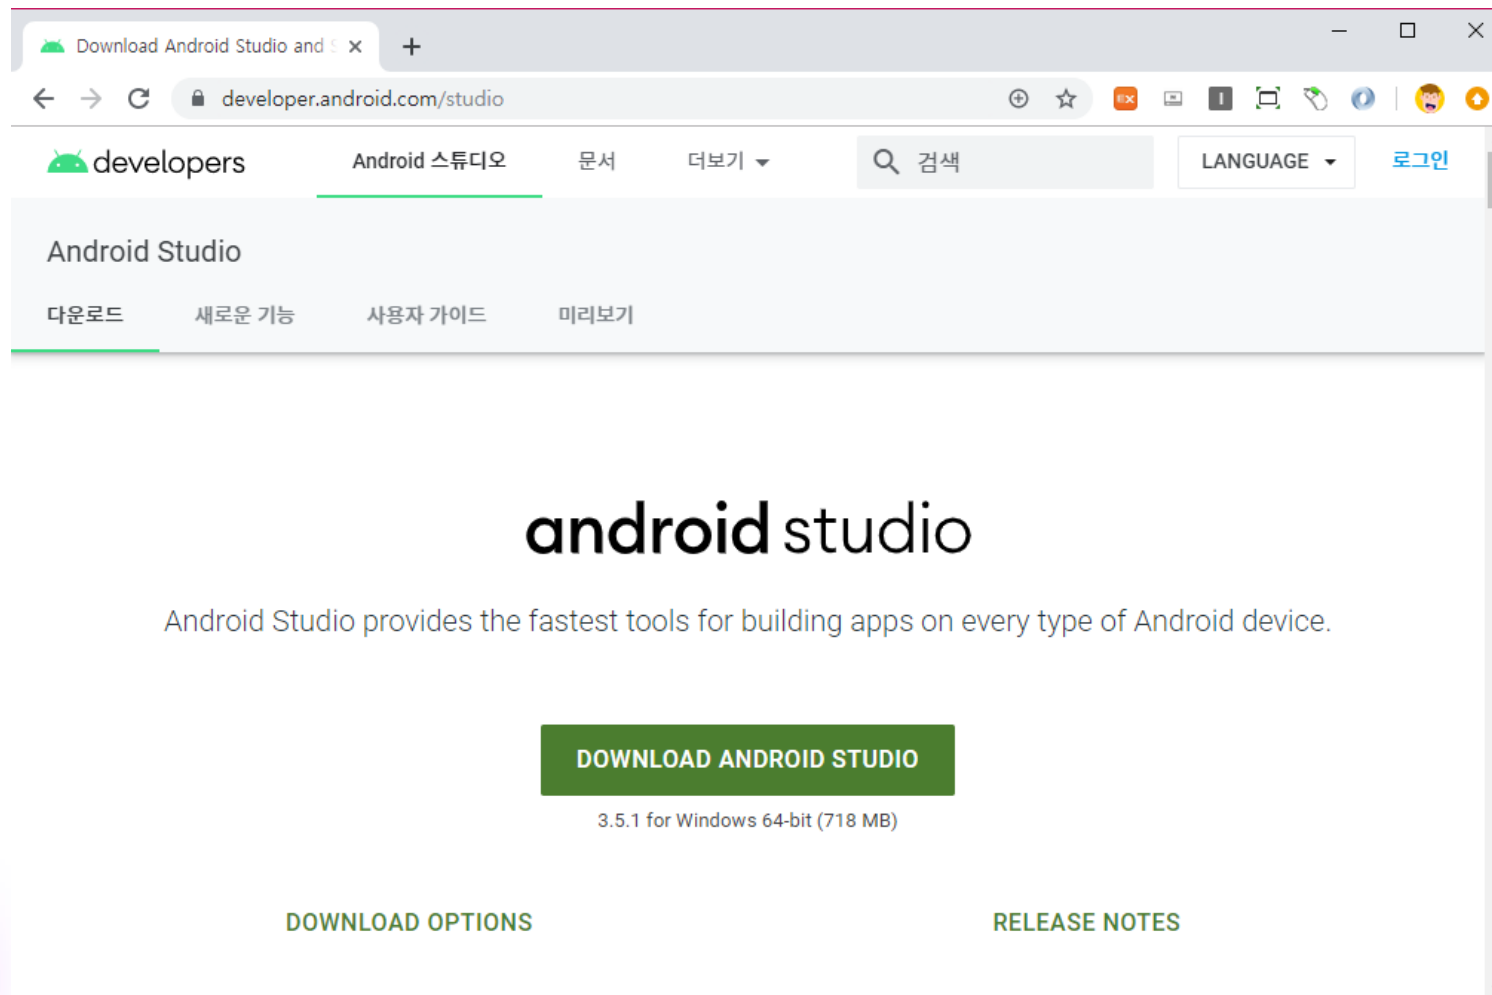 Download Android Studio and S
developer.android.com/studio
EX
developers
Android 스튜디오
문서
더보기
검색
LANGUAGE
로그인
Android Studio
다운로드
새로운 기능
사용자 가이드
미리보기
android studio
Android Studio provides the fastest tools for building apps on every type of Android device.
DOWNLOAD ANDROID STUDIO
3.5.1 for Windows 64-bit (718 MB)
DOWNLOAD OPTIONS
RELEASE NOTES